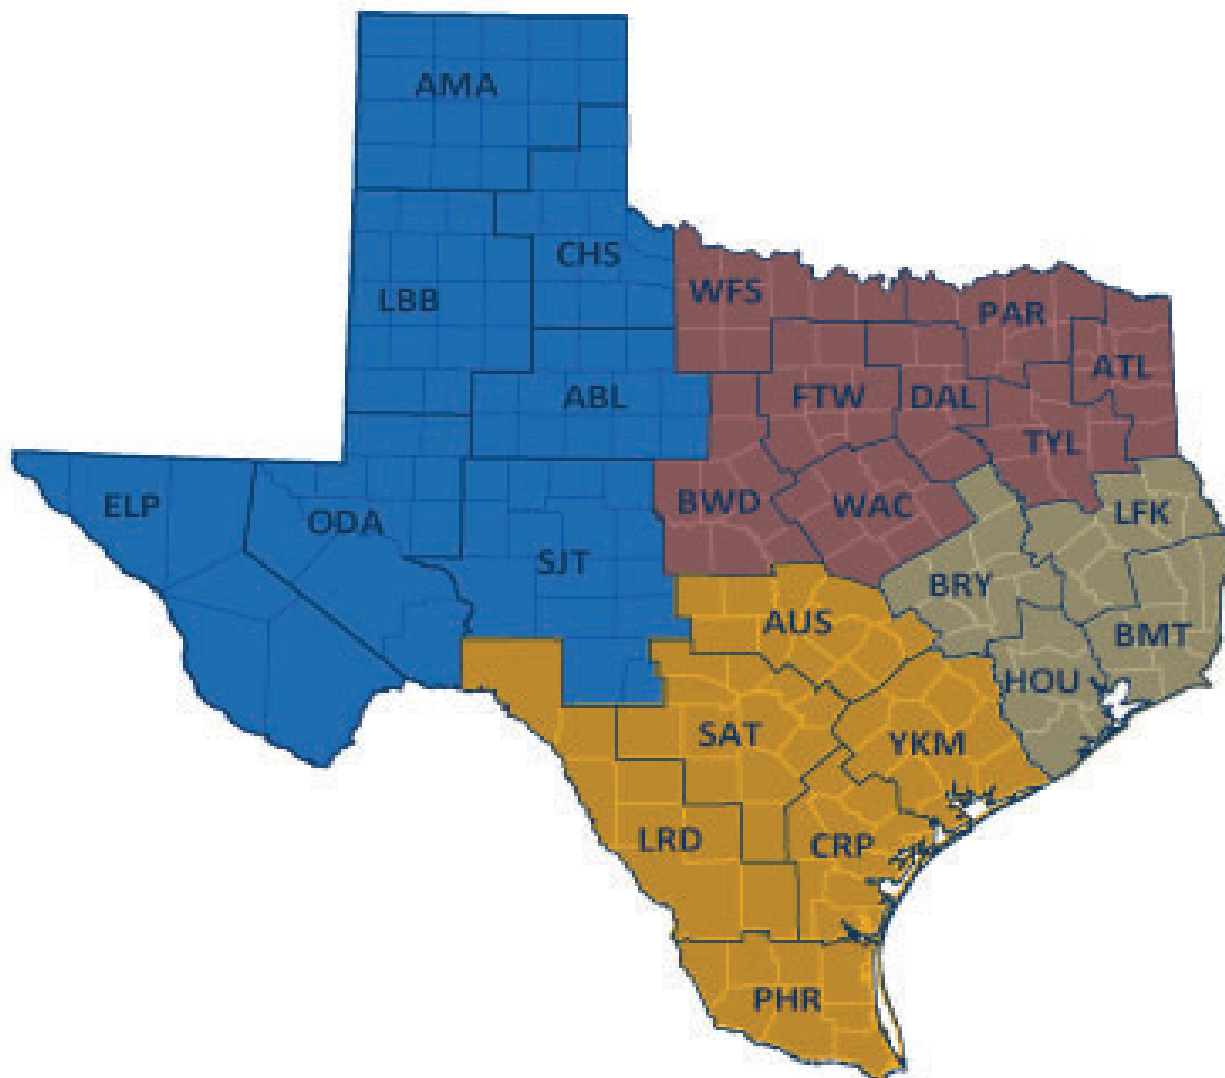 AMA
CHS
LBB
WFS
PAR
ATL
ABL
FTW
DAL
TYL
ELP
ODA
BWD
WAC
LFK
SJT
BRY
AUS
BMT
HOU
SAT
YKM
LRD
CRP
PHR